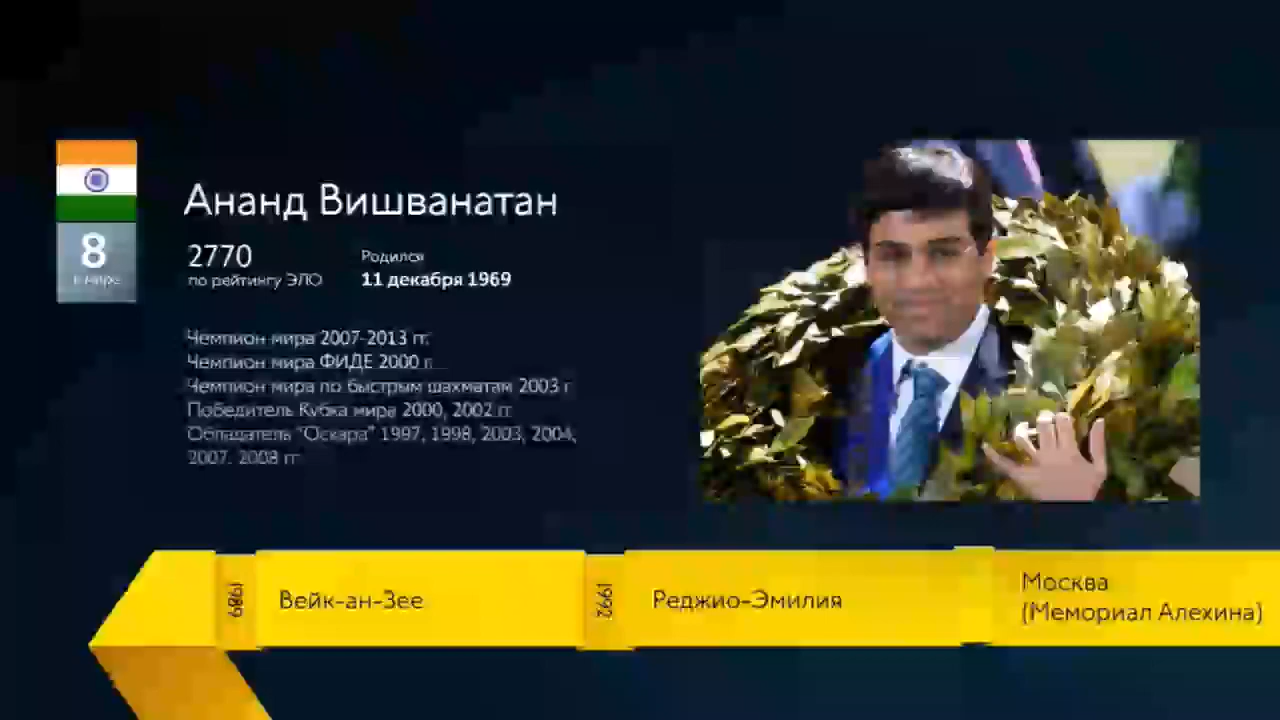 8
в мире
Ананд Вишванатан
2770
по рейтингу ЭЛО
Родился
11 декабря 1969
Чемпион мира 2007-2013 гг.
Чемпион мира ФИДЕ 2000 г.
Чемпион мира по быстрым шахматам 2003 г.
Победитель Кубка мира 2000, 2002 гг.
Обладатель "Оскара" 1997, 1998, 2003, 2004,
2007, 2008 гг.
1989
Вейк-ан-Зее
1992
Реджио-Эмилия
Москва
(Мемориал Алехина)